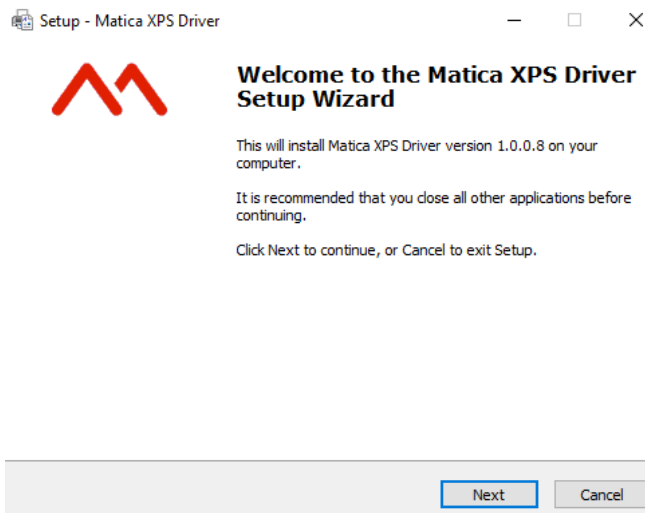 Setup - Matica XPS Driver
Welcome to the Matica XPS Driver
Setup Wizard
This will install Matica XPS Driver version 1.0.0.8 on your
computer.
It is recommended that you close all other applications before
continuing.
Click Next to continue, or Cancel to exit Setup.
Next
Cancel